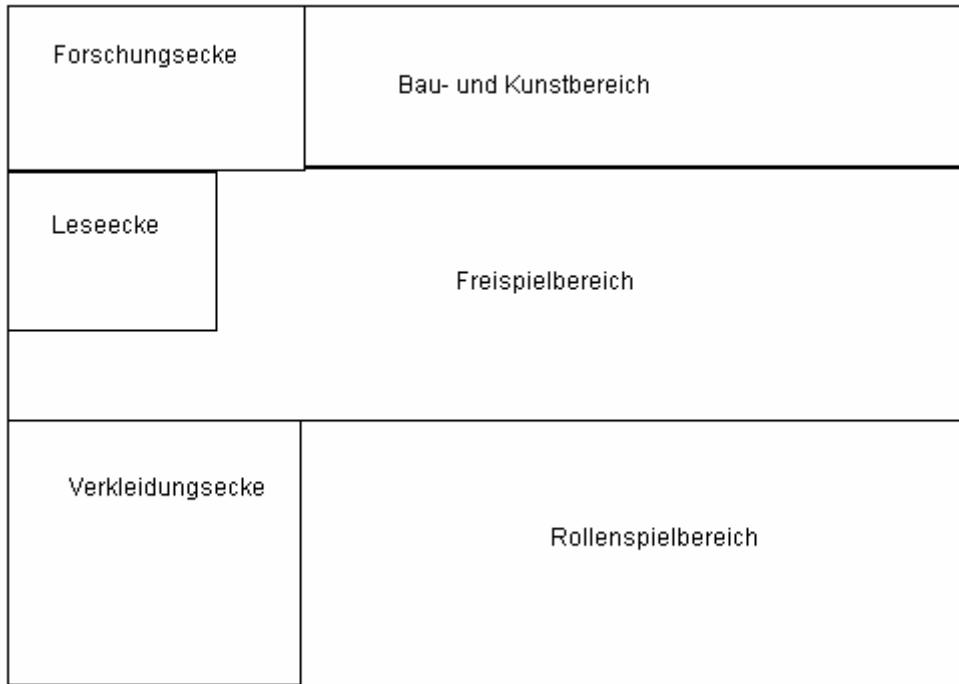 Forschungsecke
Bau- und Kunstbereich
Leseecke
Freispielbereich
Verkleidungsecke
Rollenspielbereich